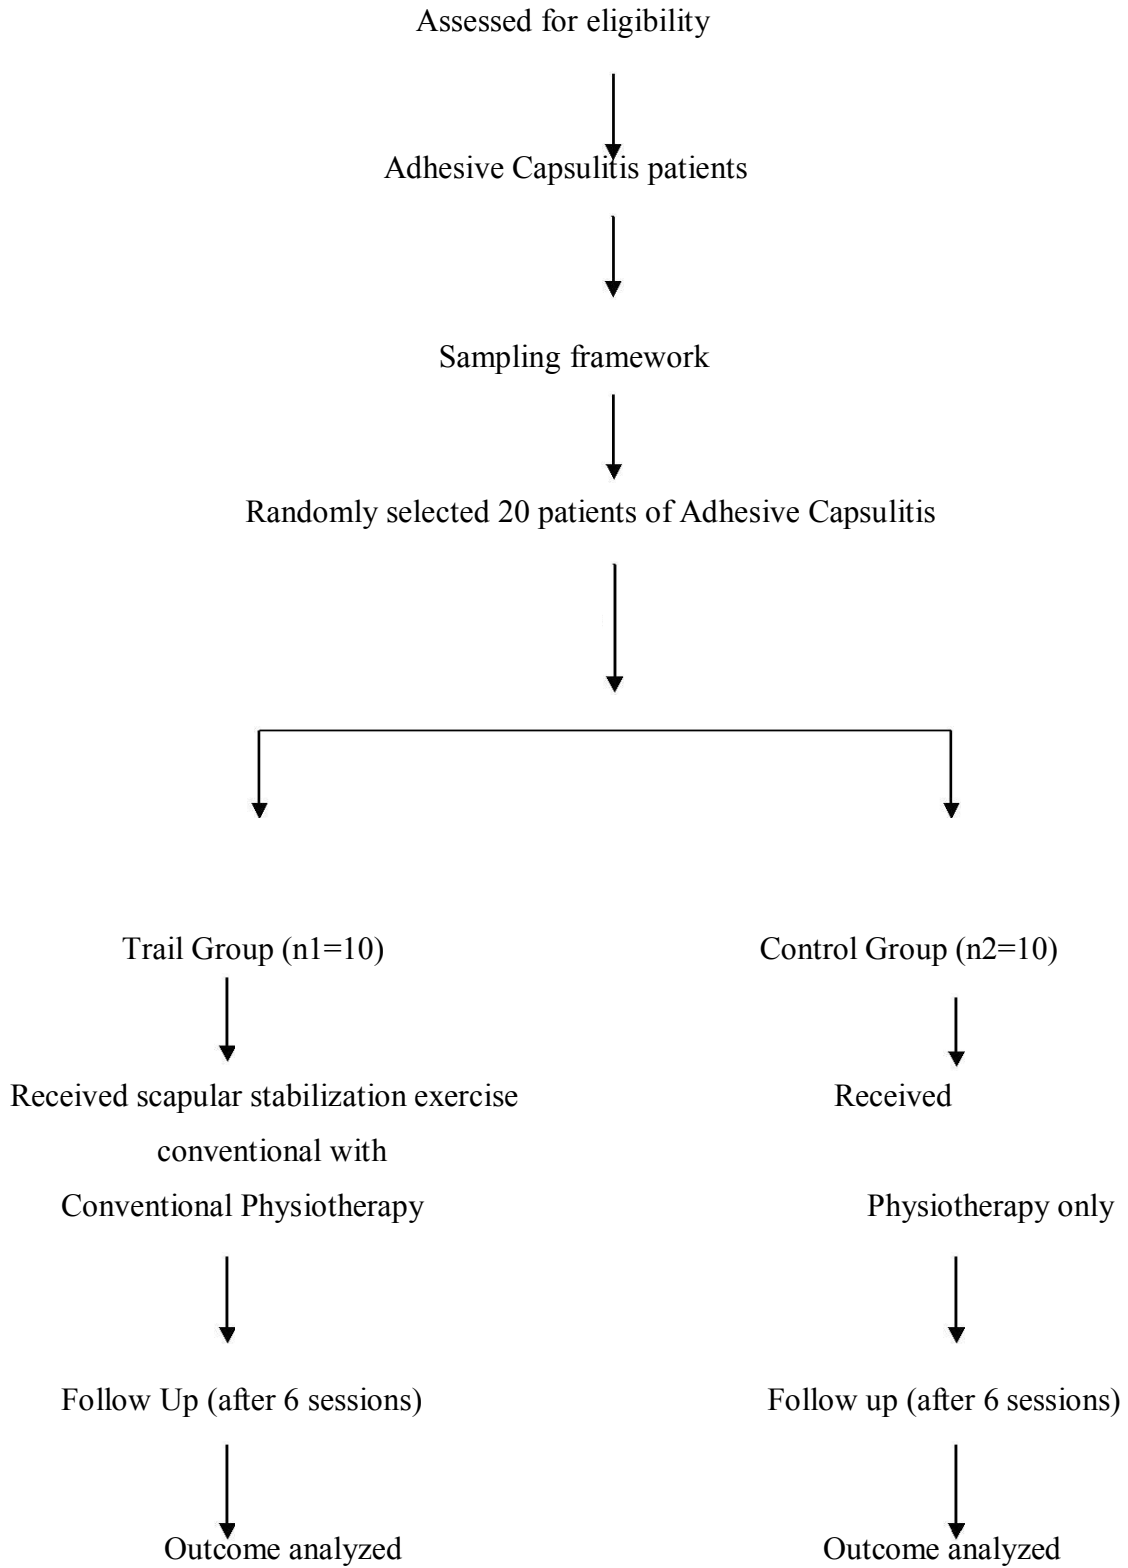 Assessed for eligibility
Adhesive Capsulitis patients
Sampling framework
Randomly selected 20 patients of Adhesive Capsulitis
Trail Group (n1=10)
Control Group (n2=10)
Received scapular stabilization exercise
Received
conventional with
Conventional Physiotherapy
Physiotherapy only
Follow Up (after 6 sessions)
Follow up (after 6 sessions)
Outcome analyzed
Outcome analyzed